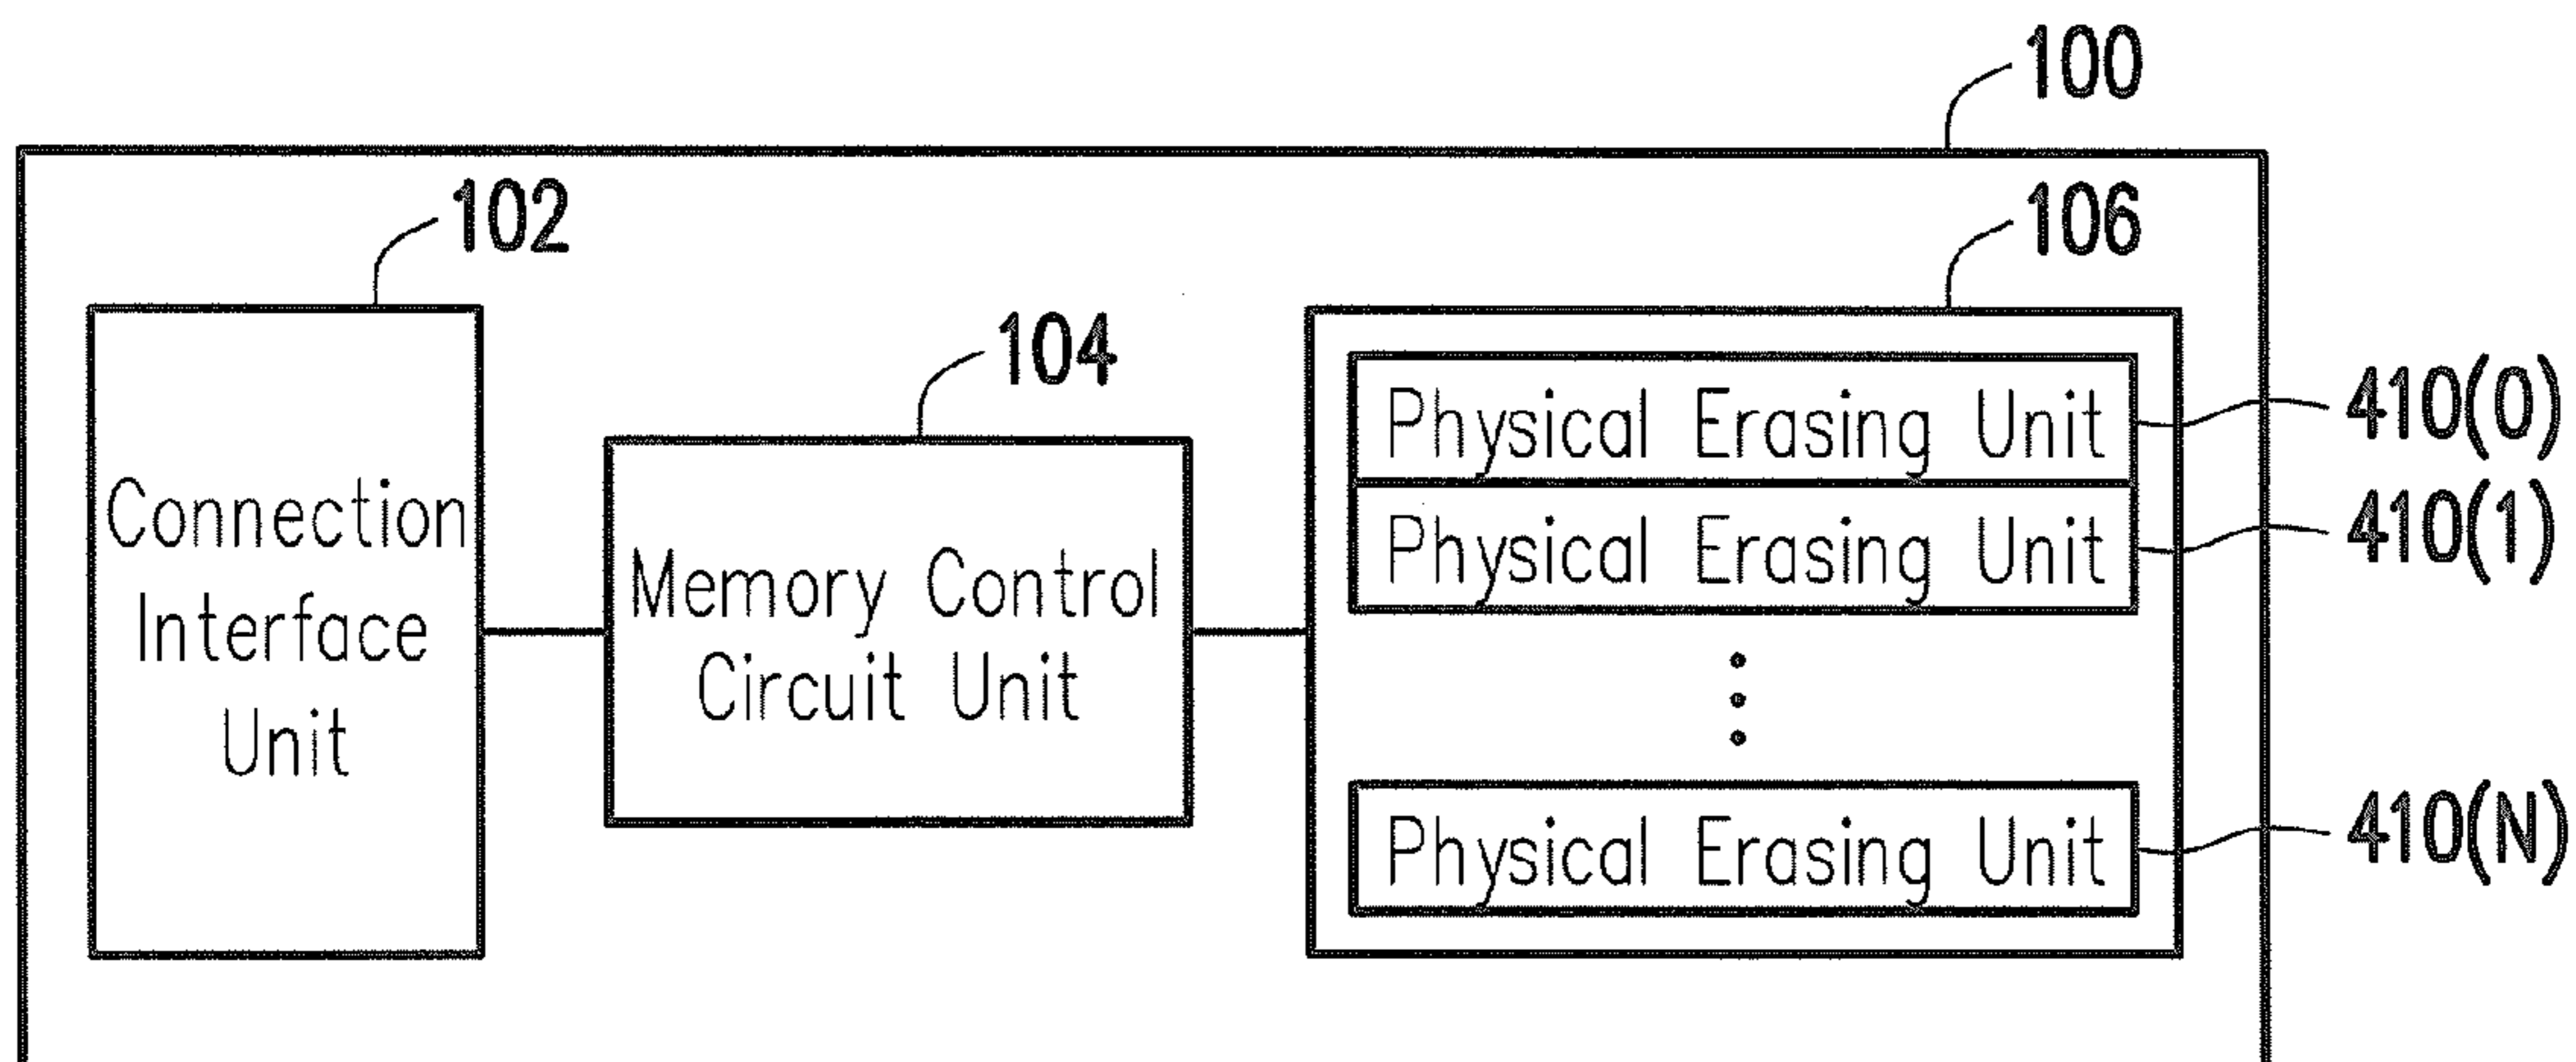 100
102
106
104
Connection
Interface
Unit
Memory Control
Circuit Unit
Physical Erasing Unit
410(0)
Physical Erasing Unit
410(1)
Physical Erasing Unit
410(N)